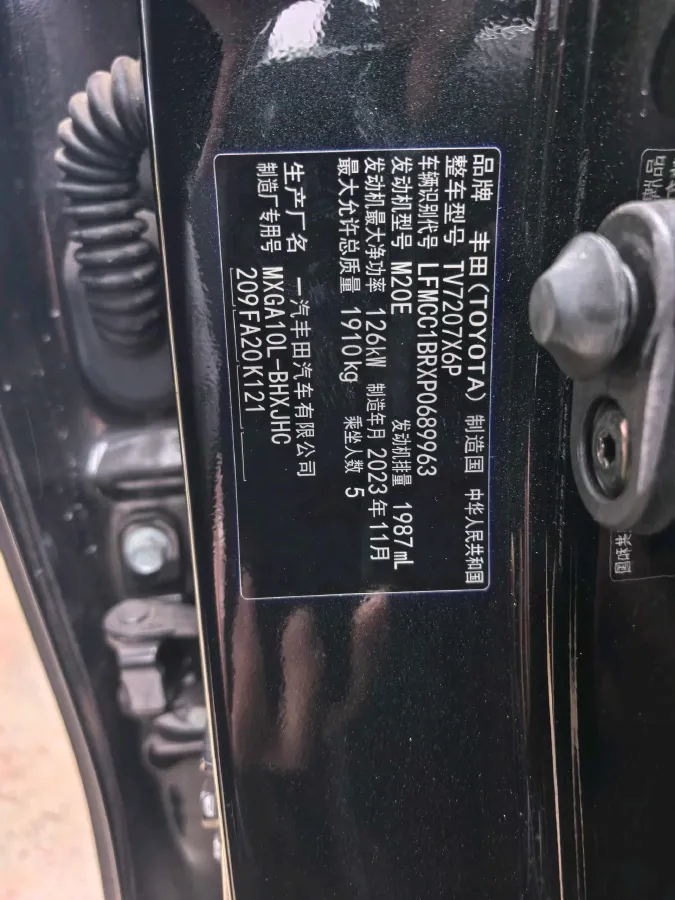 品牌 丰田(TOYOTA) 制造国 中华人民共和国
整车型号 TV7207X6P
车辆识别代号 LFMCC1BRXP0689963
发动机型号 M20E 发动机排量 1987mL
发动机最大净功率 126kW 制造年月 2023年11月
最大允许总质量 1910kg 乘坐人数 5
生产厂名 一汽丰田汽车有限公司
制造厂专用号 MXGA10L-BHXJHC
209FA20K121